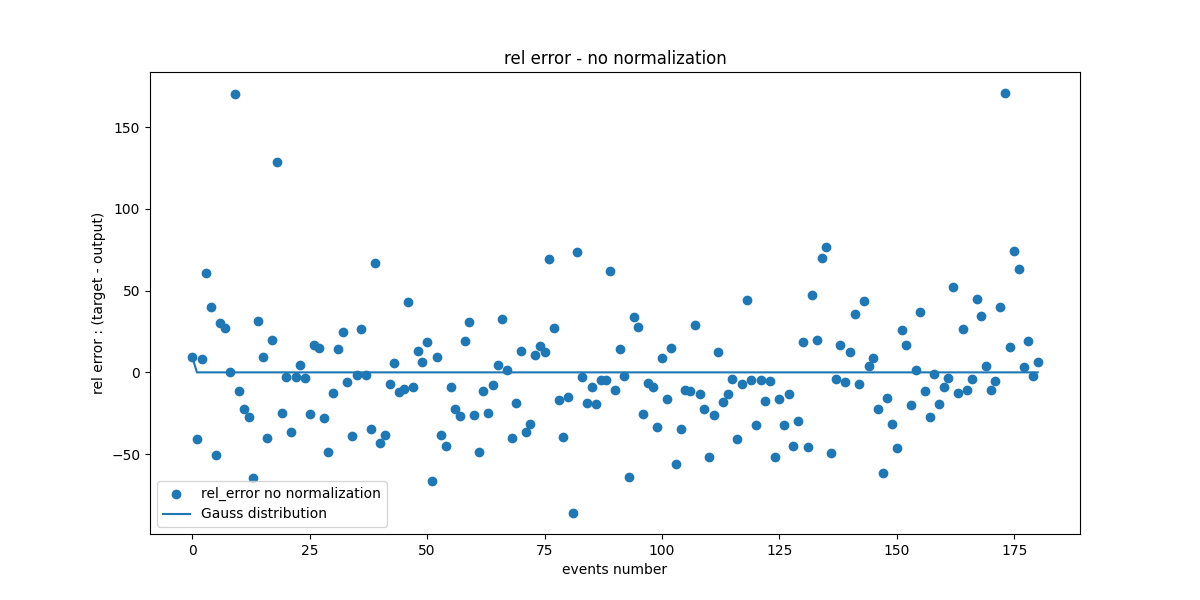 rel error - no normalization
rel error : (target - output)
150
100
50
0
−50
rel_error no normalization
Gauss distribution
0 25 50 75 100 125 150 175
events number